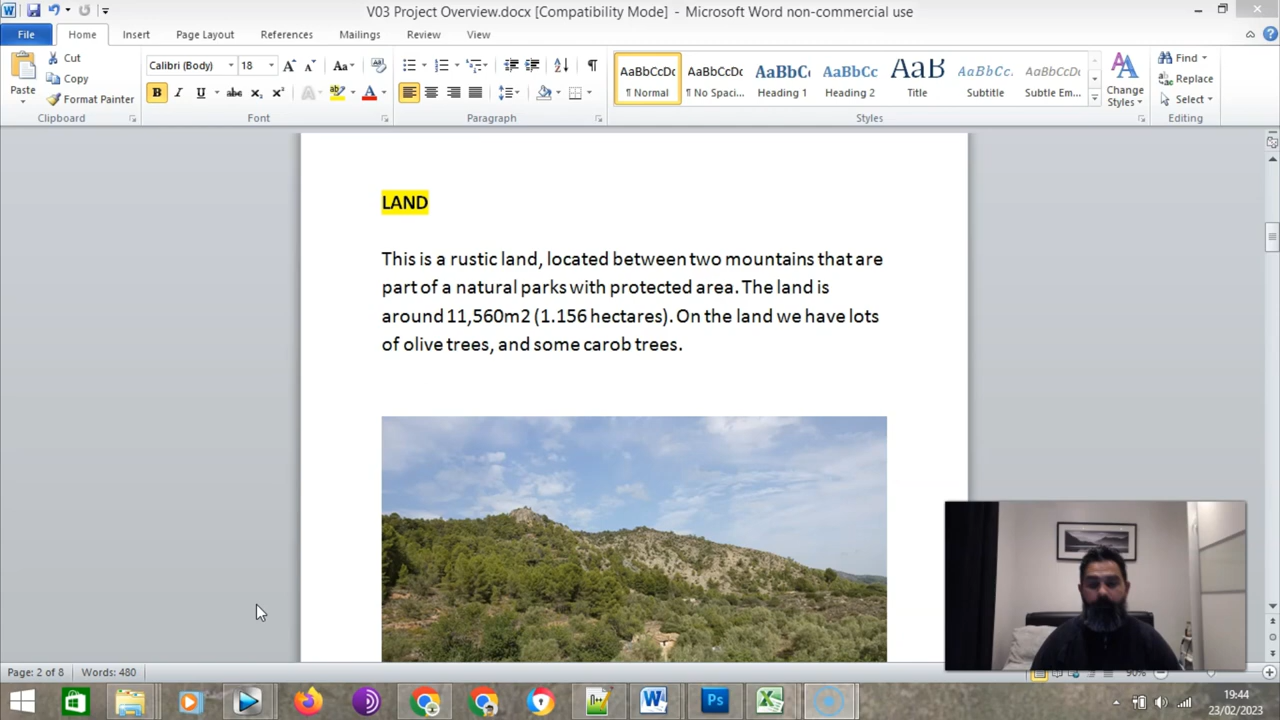 V03 Project Overview.docx [Compatibility Mode] - Microsoft Word non-commercial use
File Home Insert Page Layout References Mailings Review View
Paste
Cut
Copy
Format Painter
Clipboard
Calibri (Body) 18
Font
Paragraph
AaBbCcDc AaBbCcDc AaBbC AaBbCc AaB AaBbCc. AaBbCcDc
¶ Normal ¶ No Spaci... Heading 1 Heading 2 Title Subtitle Subtle Em...
Change
Styles
Styles
Find
Replace
Select
Editing
LAND
This is a rustic land, located between two mountains that are
part of a natural parks with protected area. The land is
around 11,560m2 (1.156 hectares). On the land we have lots
of olive trees, and some carob trees.
Page: 2 of 8 Words: 480
90%
19:44
23/02/2023